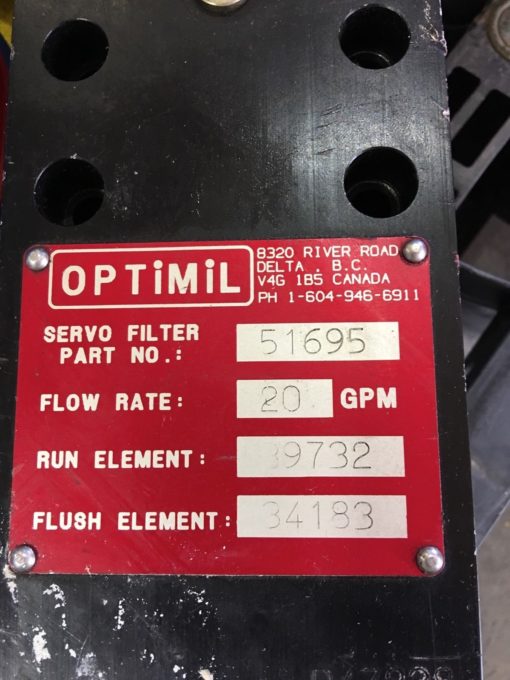 OPTiMiL
8320 RIVER ROAD
DELTA . B.C.
V4G 1B5 CANADA
PH 1-604-946-6911
SERVO FILTER
PART NO.: 51695
FLOW RATE: 20 GPM
RUN ELEMENT:
FLUSH ELEMENT: 34183